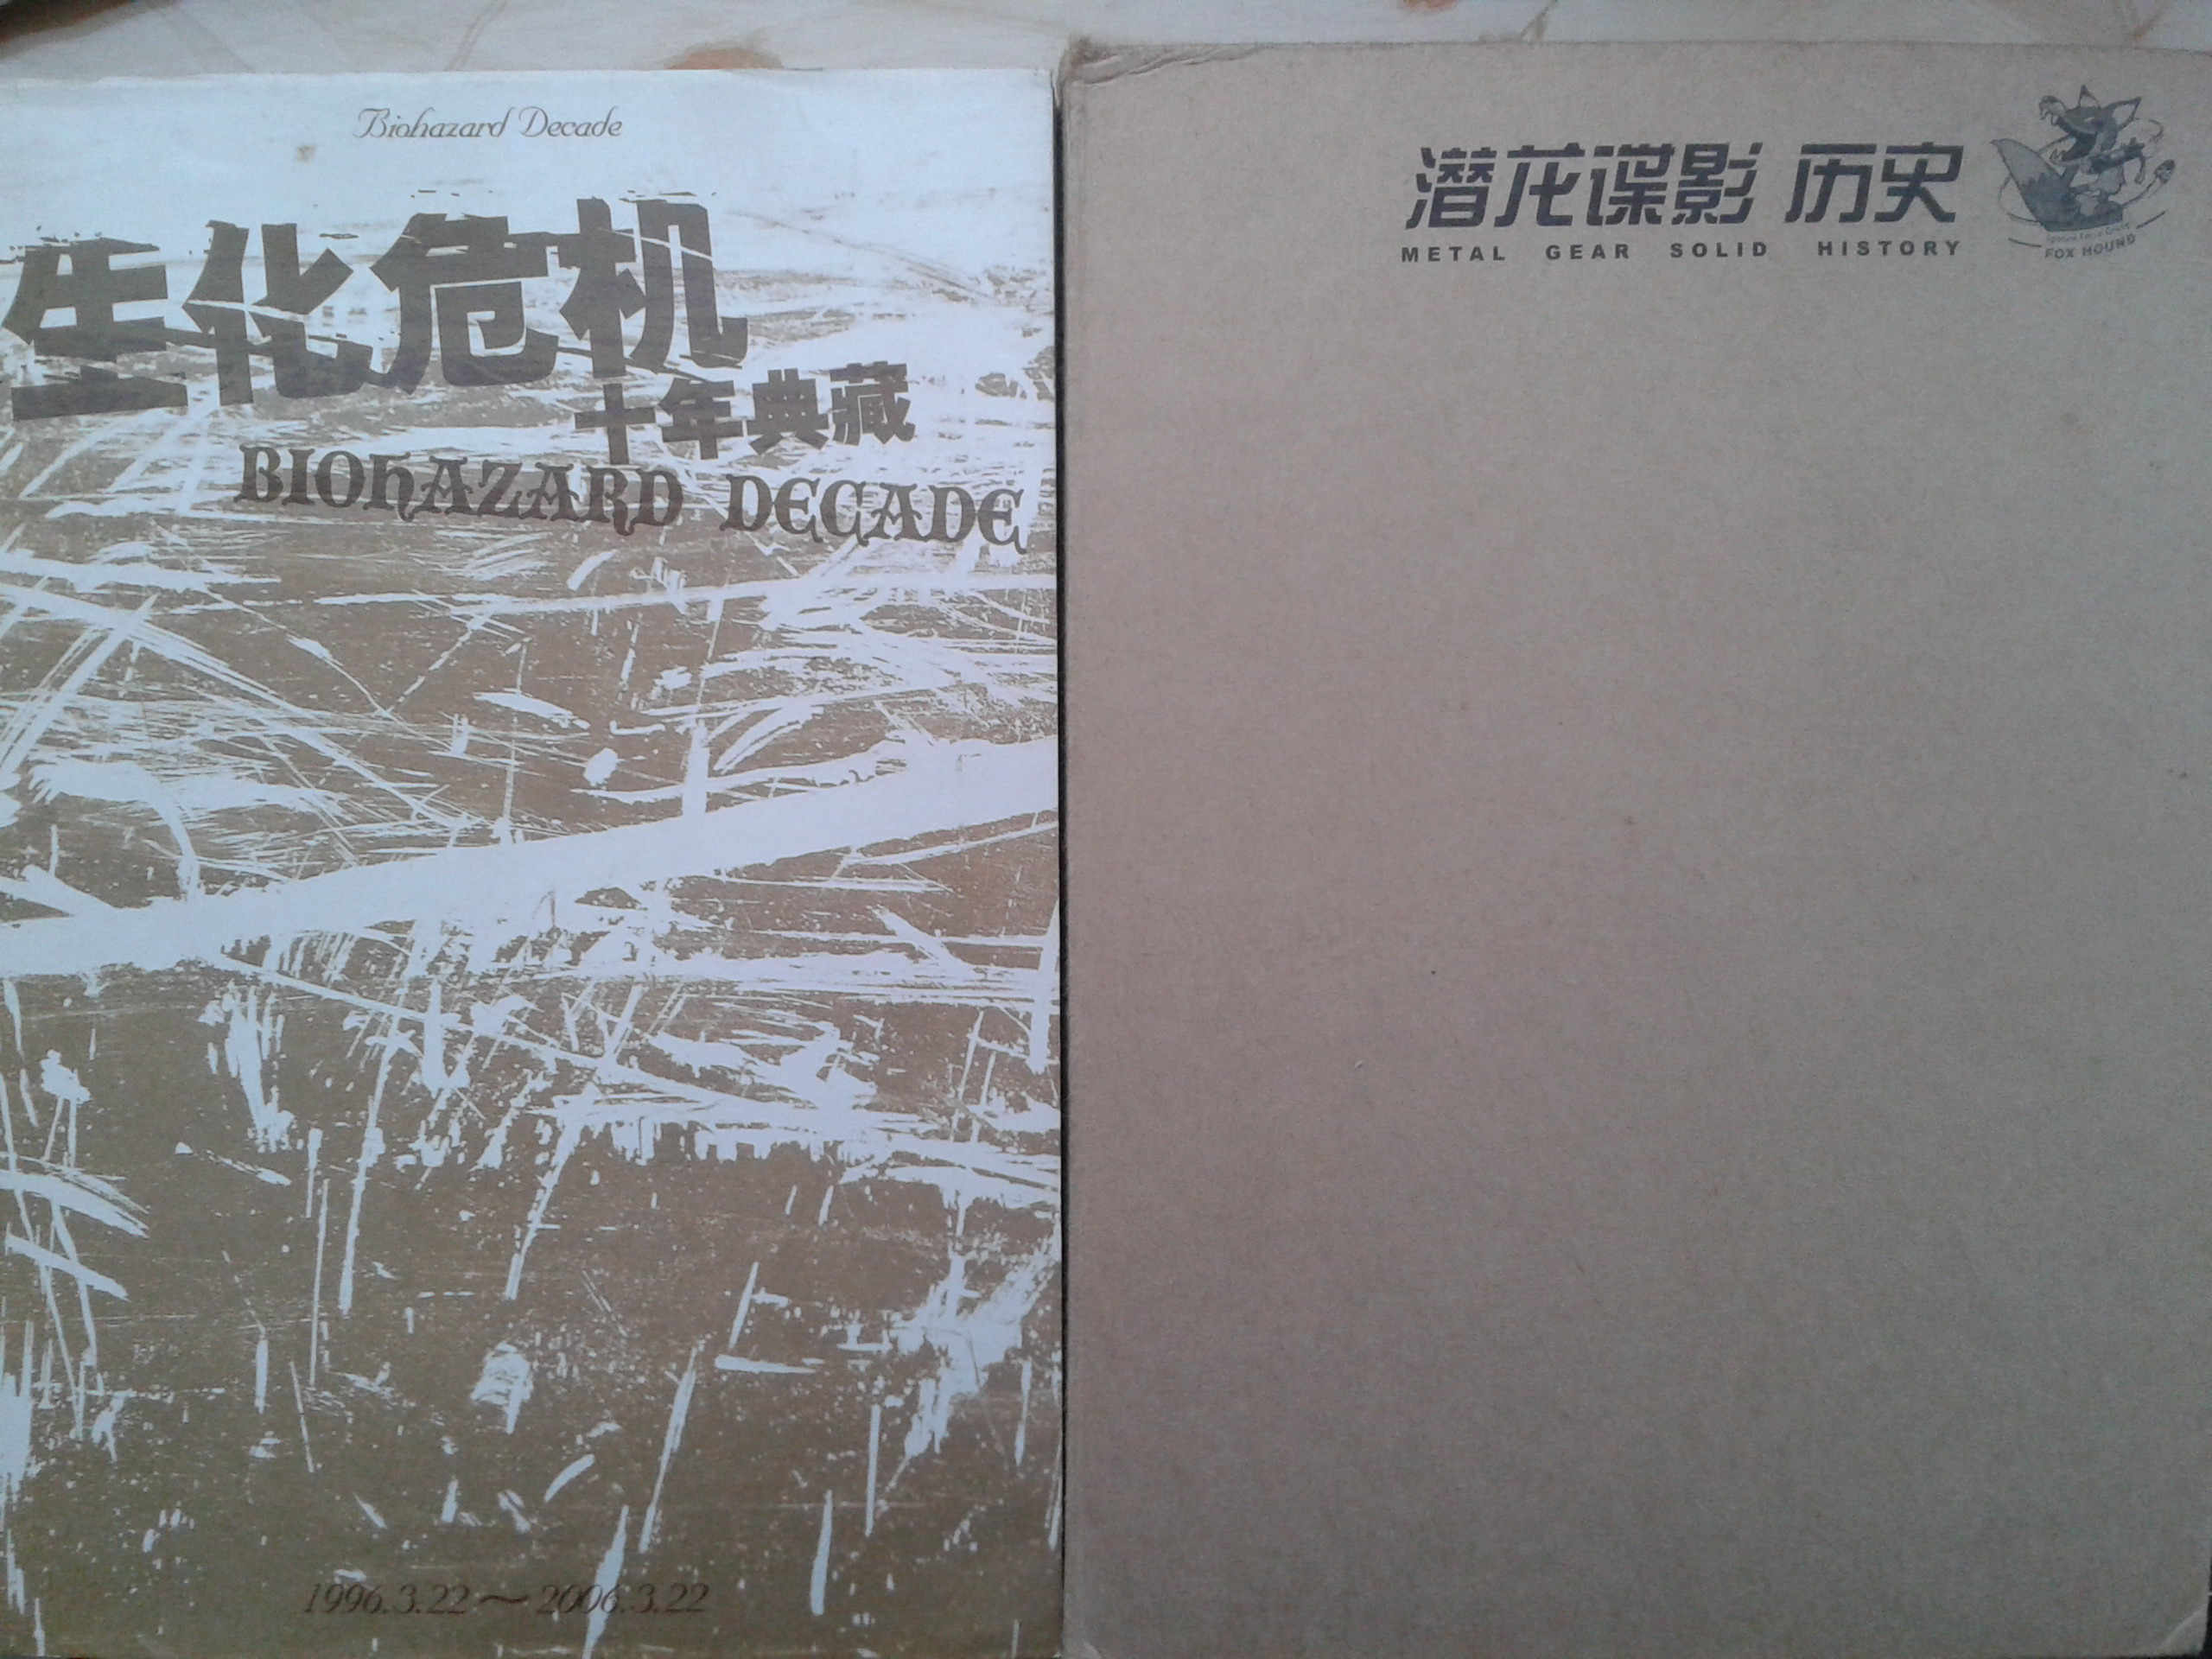 Biohazard Decade
生化危机
十年典藏
BIOHAZARD DECADE
1996.3.22～2006.3.22
潜龙谍影 历史
METAL GEAR SOLID HISTORY
FOX HOUND